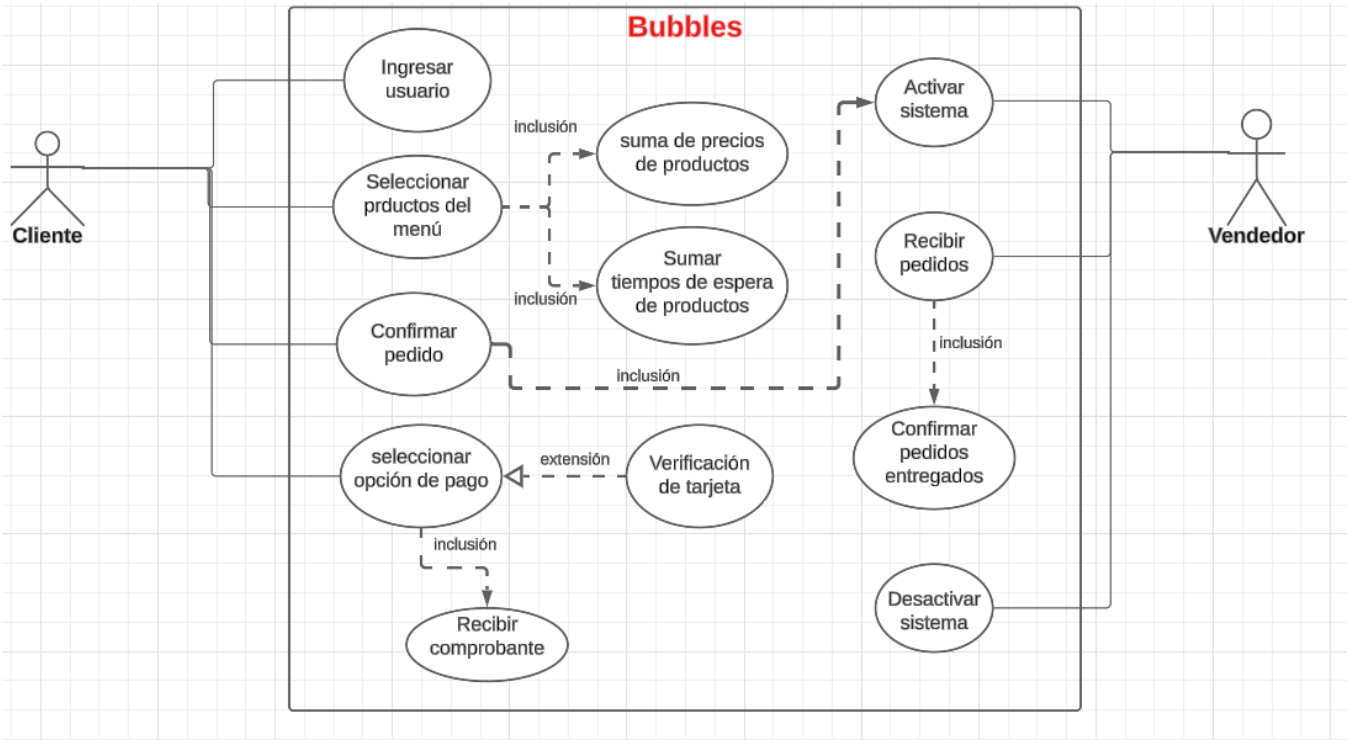 Bubbles
Ingresar
usuario
Activar
sistema
inclusión
suma de precios
de productos
Seleccionar
prductos del
menú
Cliente
Vendedor
Recibir
pedidos
Sumar
tiempos de espera
de productos
inclusión
Confirmar
pedido
inclusión
inclusión
Confirmar
pedidos
entregados
seleccionar
opción de pago
extensión
Verificación
de tarjeta
inclusión
Desactivar
sistema
Recibir
comprobante